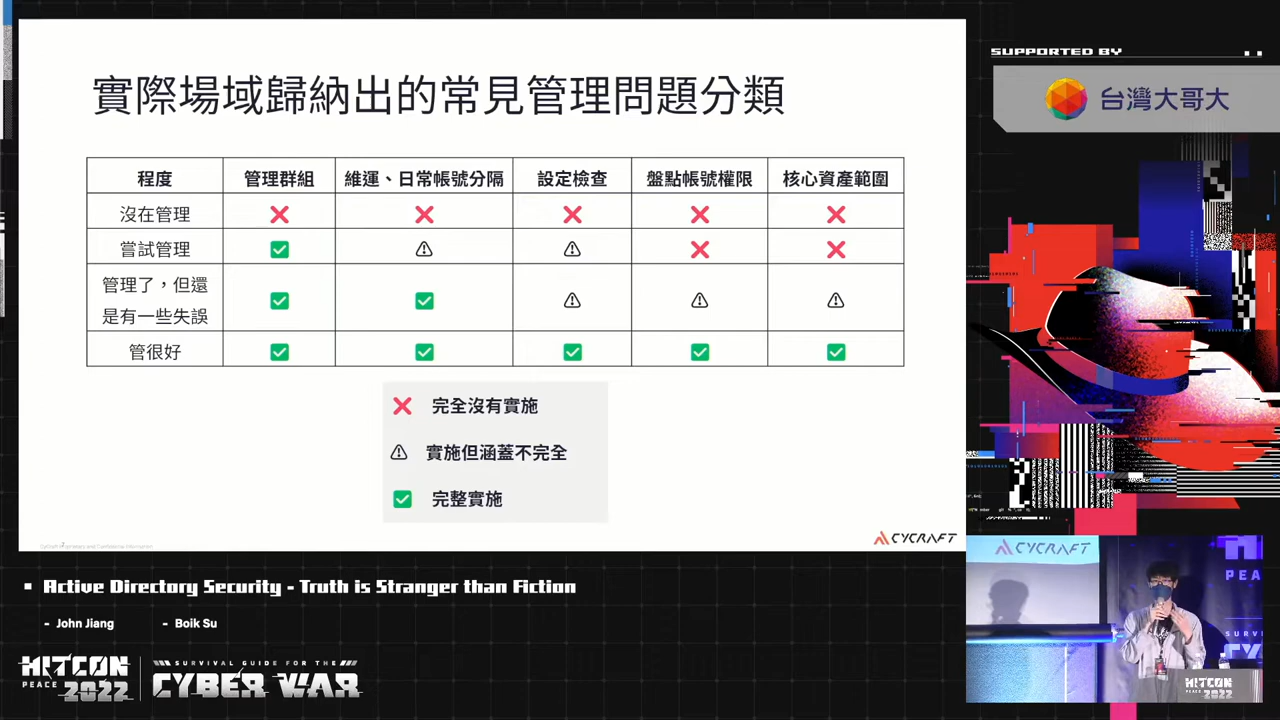 SUPPORTED BY
台灣大哥大
實際場域歸納出的常見管理問題分類
程度 管理群組 維運、日常帳號分隔 設定檢查 盤點帳號權限 核心資產範圍
沒在管理 ❌ ❌ ❌ ❌ ❌
嘗試管理 ✅ ⚠ ⚠ ❌ ❌
管理了，但還
是有一些失誤 ✅ ✅ ⚠ ⚠ ⚠
管很好 ✅ ✅ ✅ ✅ ✅
❌ 完全沒有實施
⚠ 實施但涵蓋不完全
✅ 完整實施
CYCRAFT
Active Directory Security - Truth is Stranger than Fiction
- John Jiang - Boik Su
HITCON
PEACE 2022
SURVIVAL GUIDE FOR THE
CYBER WAR
CYCRAFT
PEA
SURVI
CY
HITCON
2022